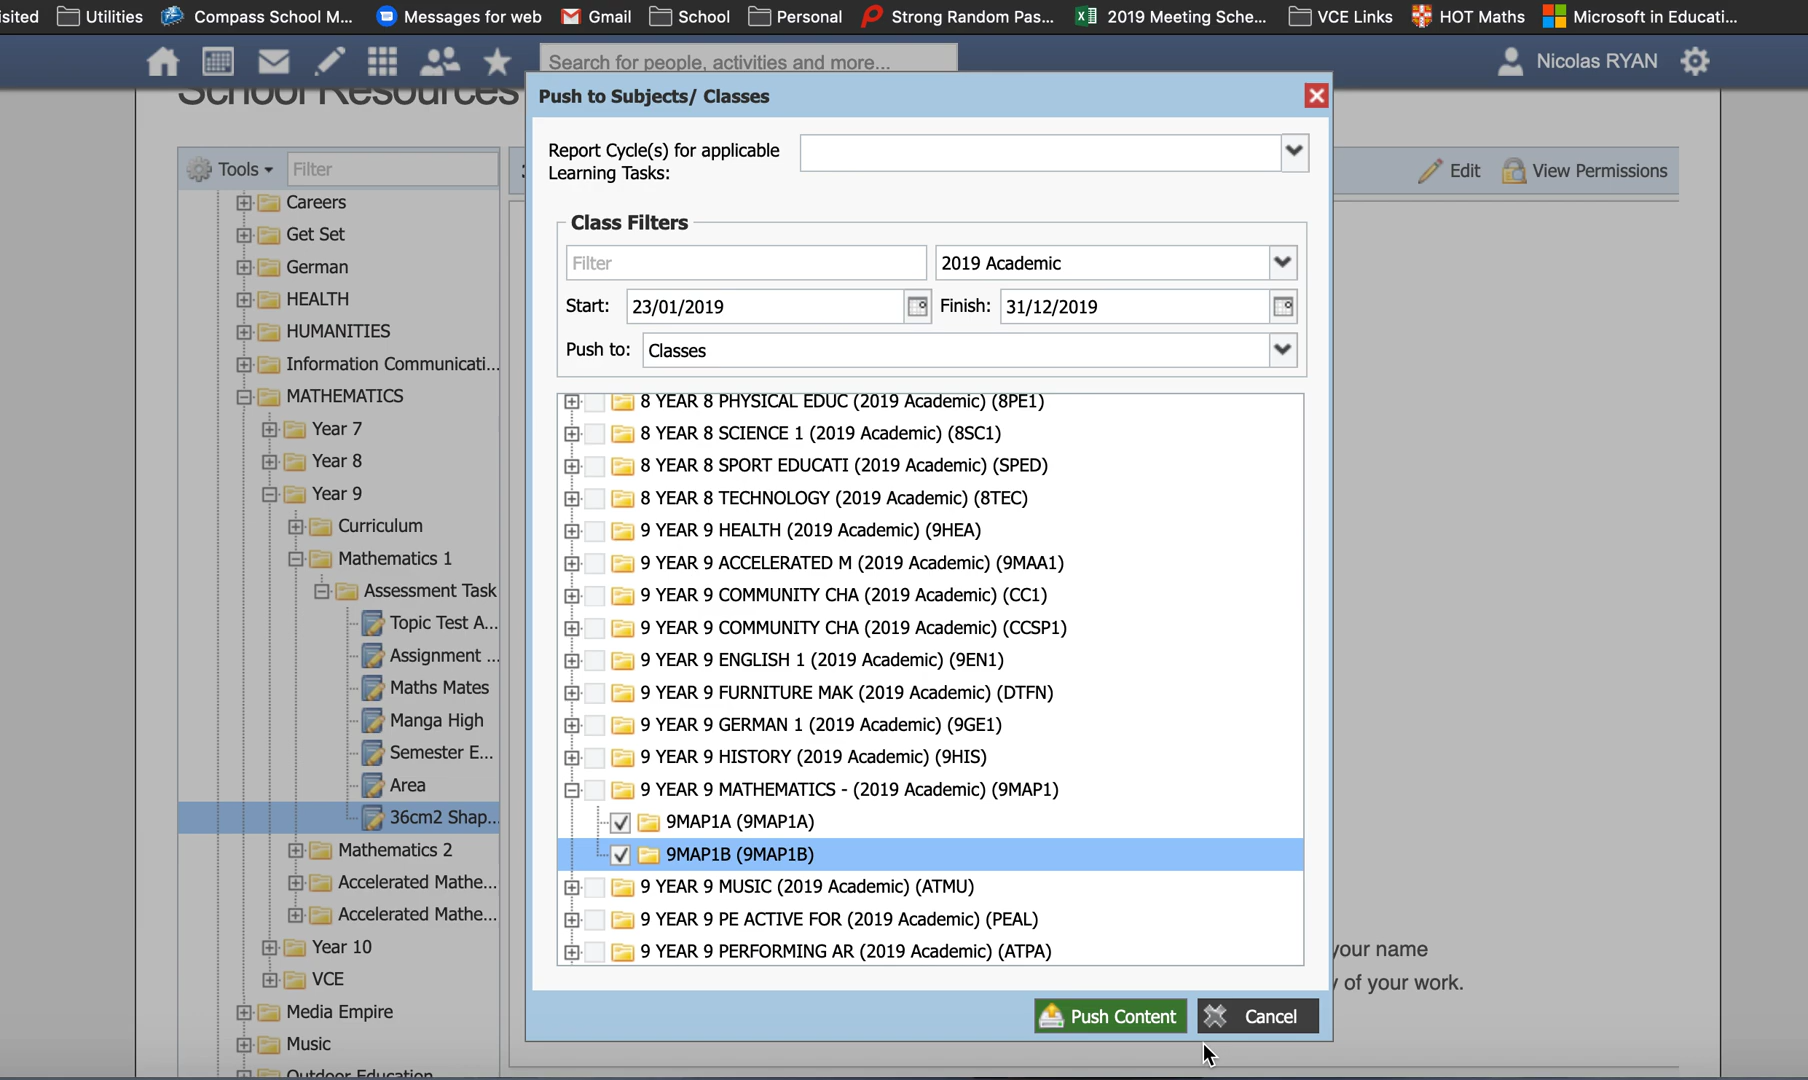 isited Utilities Compass School M... Messages for web Gmail School Personal Strong Random Pas... 2019 Meeting Sche... VCE Links HOT Maths Microsoft in Educati...
Search for people, activities and more... Nicolas RYAN
School Resources
Push to Subjects/ Classes
Report Cycle(s) for applicable
Learning Tasks:
Tools Filter
Edit View Permissions
Careers
Get Set
German
HEALTH
HUMANITIES
Information Communicati...
MATHEMATICS
Year 7
Year 8
Year 9
Curriculum
Mathematics 1
Assessment Task
Topic Test A...
Assignment ...
Maths Mates
Manga High
Semester E...
Area
36cm2 Shap...
Mathematics 2
Accelerated Mathe...
Accelerated Mathe...
Year 10
VCE
Media Empire
Music
Outdoor Education
Class Filters
Filter 2019 Academic
Start: 23/01/2019 Finish: 31/12/2019
Push to: Classes
8 YEAR 8 PHYSICAL EDUC (2019 Academic) (8PE1)
8 YEAR 8 SCIENCE 1 (2019 Academic) (8SC1)
8 YEAR 8 SPORT EDUCATI (2019 Academic) (SPED)
8 YEAR 8 TECHNOLOGY (2019 Academic) (8TEC)
9 YEAR 9 HEALTH (2019 Academic) (9HEA)
9 YEAR 9 ACCELERATED M (2019 Academic) (9MAA1)
9 YEAR 9 COMMUNITY CHA (2019 Academic) (CC1)
9 YEAR 9 COMMUNITY CHA (2019 Academic) (CCSP1)
9 YEAR 9 ENGLISH 1 (2019 Academic) (9EN1)
9 YEAR 9 FURNITURE MAK (2019 Academic) (DTFN)
9 YEAR 9 GERMAN 1 (2019 Academic) (9GE1)
9 YEAR 9 HISTORY (2019 Academic) (9HIS)
9 YEAR 9 MATHEMATICS - (2019 Academic) (9MAP1)
9MAP1A (9MAP1A)
9MAP1B (9MAP1B)
9 YEAR 9 MUSIC (2019 Academic) (ATMU)
9 YEAR 9 PE ACTIVE FOR (2019 Academic) (PEAL)
9 YEAR 9 PERFORMING AR (2019 Academic) (ATPA)
your name
of your work.
Push Content Cancel